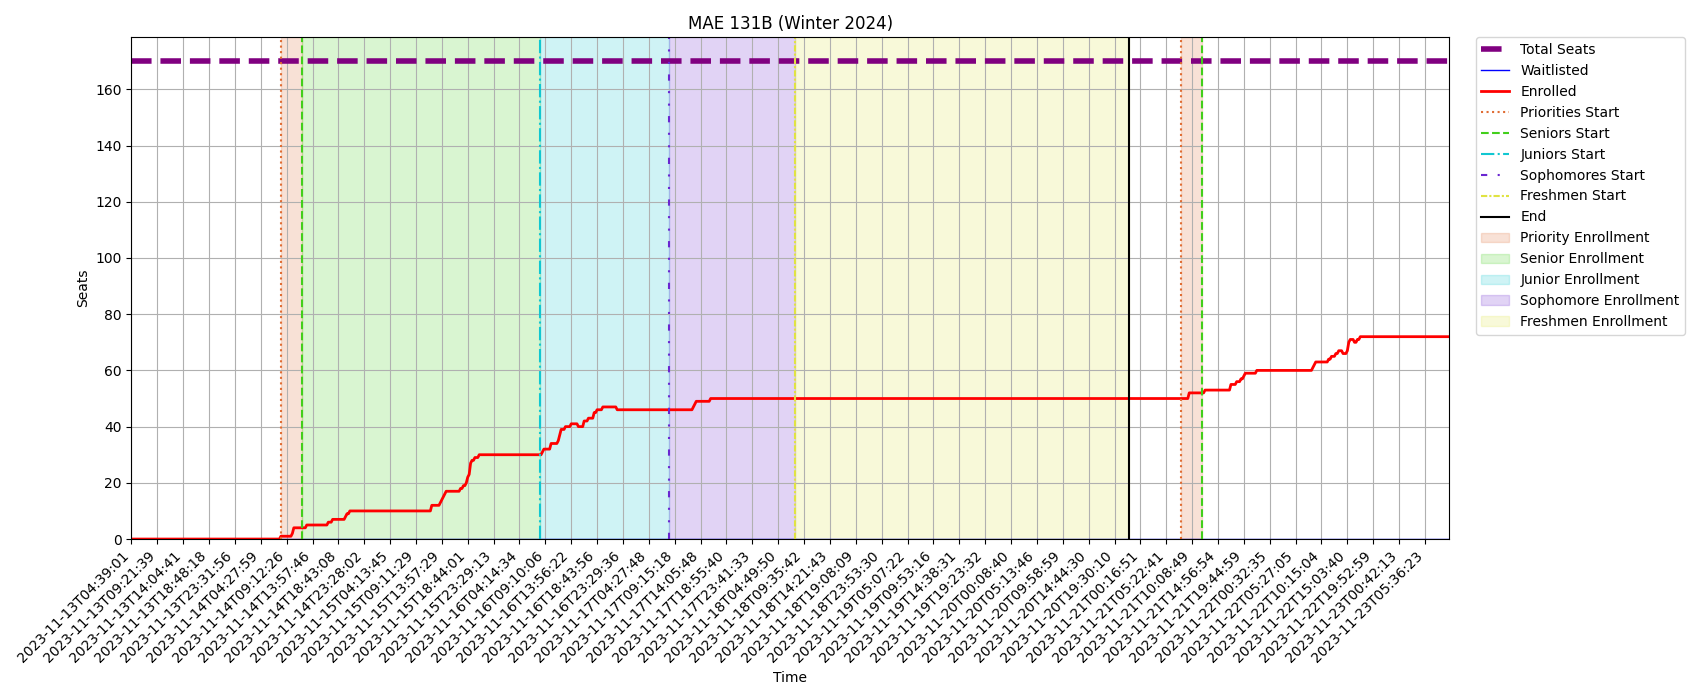 MAE 131B (Winter 2024)
Seats
160
140
120
100
80
60
40
20
0
2023-11-13T04:39:01
2023-11-13T09:21:39
2023-11-13T14:04:41
2023-11-13T18:48:18
2023-11-13T23:31:56
2023-11-14T04:27:59
2023-11-14T09:12:26
2023-11-14T13:57:46
2023-11-14T18:43:08
2023-11-14T23:28:02
2023-11-15T04:13:45
2023-11-15T09:11:29
2023-11-15T13:57:29
2023-11-15T18:44:01
2023-11-15T23:29:13
2023-11-16T04:14:34
2023-11-16T09:10:06
2023-11-16T13:56:22
2023-11-16T18:43:56
2023-11-16T23:29:36
2023-11-17T04:27:48
2023-11-17T09:15:18
2023-11-17T14:05:48
2023-11-17T18:55:40
2023-11-17T23:41:33
2023-11-18T04:49:50
2023-11-18T09:35:42
2023-11-18T14:21:43
2023-11-18T19:08:09
2023-11-18T23:53:30
2023-11-19T05:07:22
2023-11-19T09:53:16
2023-11-19T14:38:31
2023-11-19T19:23:32
2023-11-20T00:08:40
2023-11-20T05:13:46
2023-11-20T09:58:59
2023-11-20T14:44:30
2023-11-20T19:30:10
2023-11-21T00:16:51
2023-11-21T05:22:41
2023-11-21T10:08:49
2023-11-21T14:56:54
2023-11-21T19:44:59
2023-11-22T00:32:35
2023-11-22T05:27:05
2023-11-22T10:15:04
2023-11-22T15:03:40
2023-11-22T19:52:59
2023-11-23T00:42:13
2023-11-23T05:36:23
Time
Total Seats
Waitlisted
Enrolled
Priorities Start
Seniors Start
Juniors Start
Sophomores Start
Freshmen Start
End
Priority Enrollment
Senior Enrollment
Junior Enrollment
Sophomore Enrollment
Freshmen Enrollment